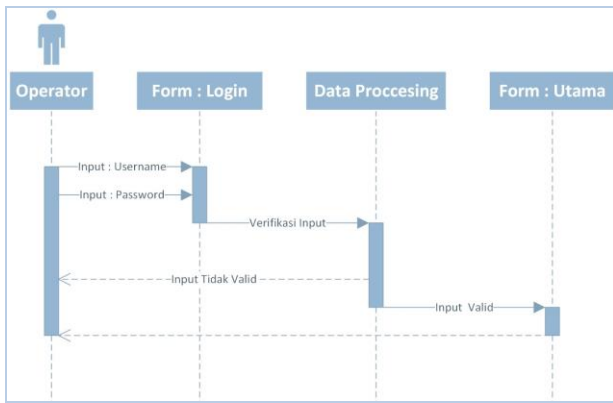 Operator
Form : Login
Data Proccesing
Form : Utama
Input : Username
Input : Password
Verifikasi Input
Input Tidak Valid
Input Valid